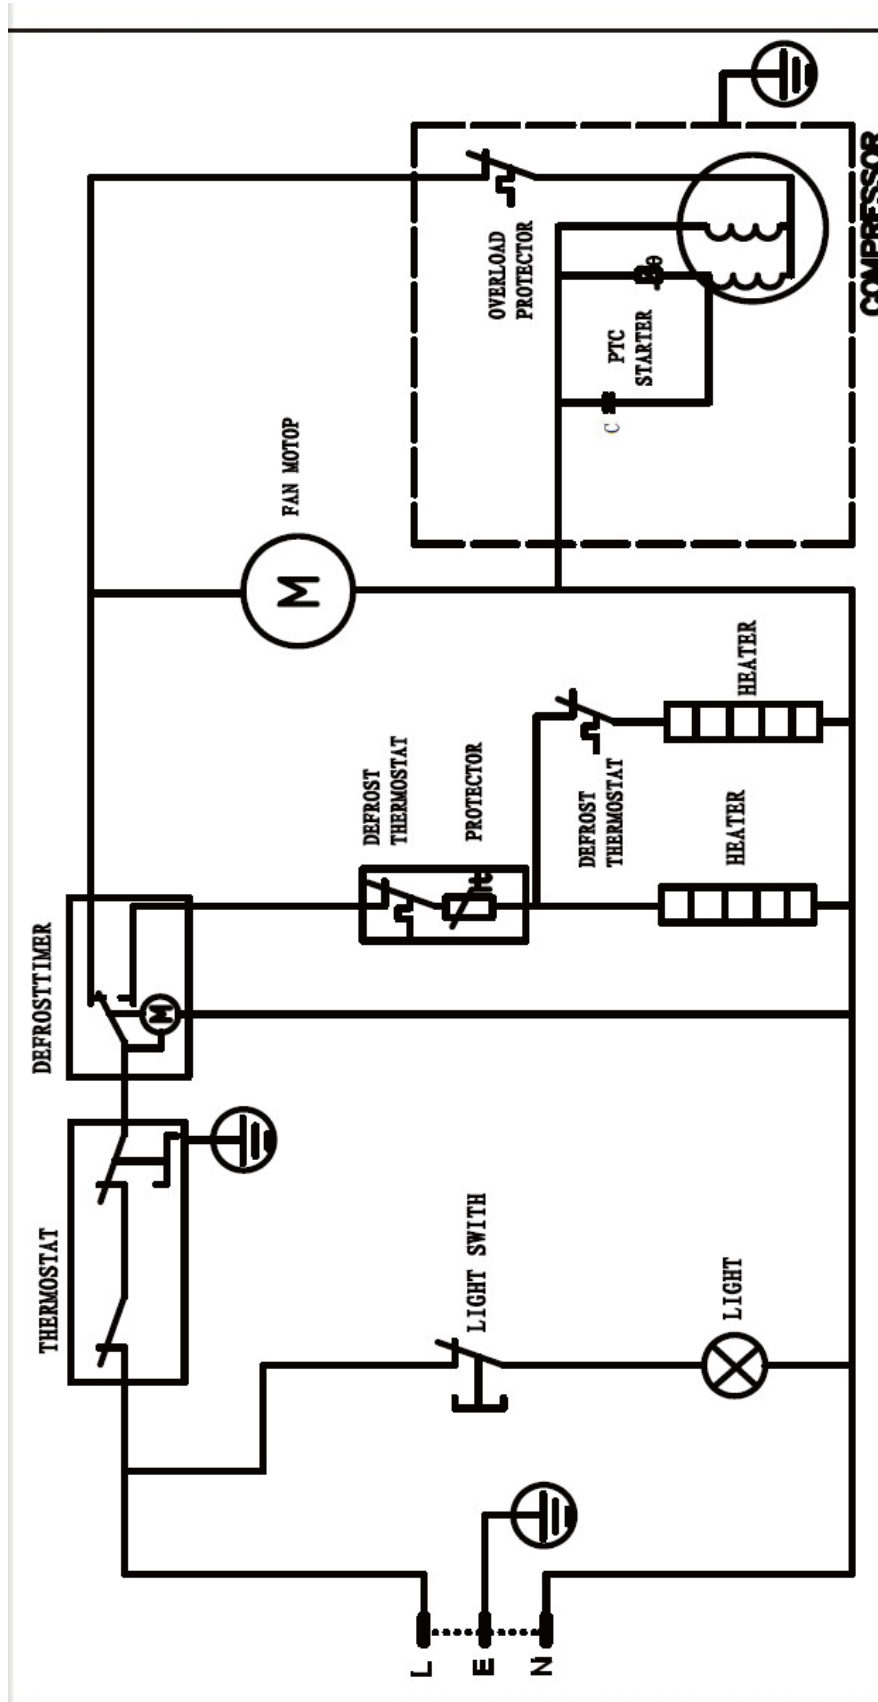 THERMOSTAT
DEFROSTTIMER
M
FAN MOTOP
M
DEFROST
THERMOSTAT
PROTECTOR
OVERLOAD
PROTECTOR
PTC
STARTER
C
θ
COMPRESSOR
LIGHT SWITH
LIGHT
DEFROST
THERMOSTAT
HEATER
HEATER
L
E
N